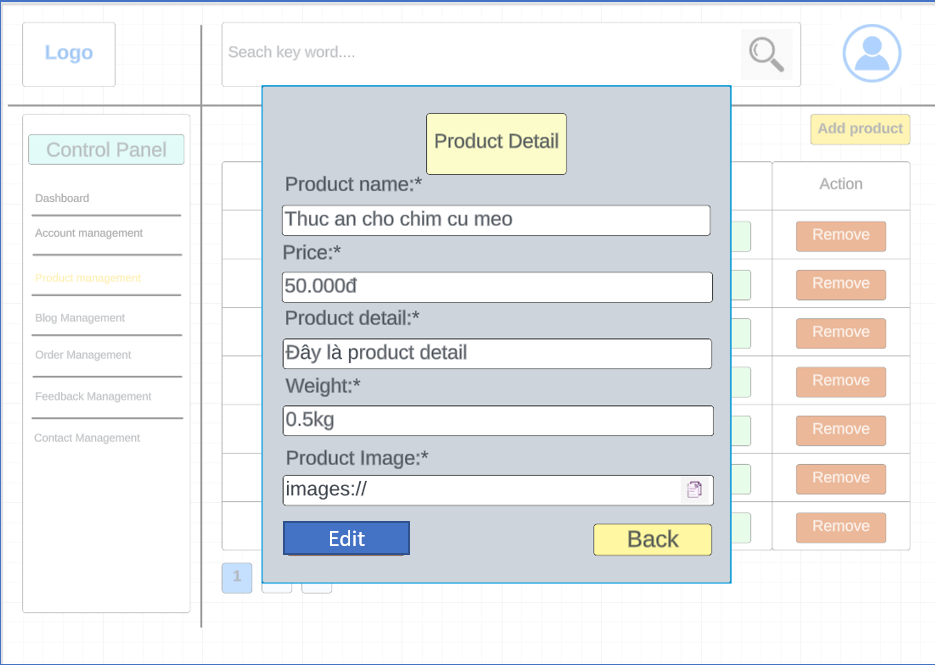 Logo
Seach key word....
Add product
Control Panel
Dashboard
Account management
Product management
Blog Management
Order Management
Feedback Management
Contact Management
Product Detail
Product name:*
Thuc an cho chim cu meo
Price:*
50.000đ
Product detail:*
Đây là product detail
Weight:*
0.5kg
Product Image:*
images://
Edit
Back
Action
Remove
Remove
Remove
Remove
Remove
Remove
Remove
1